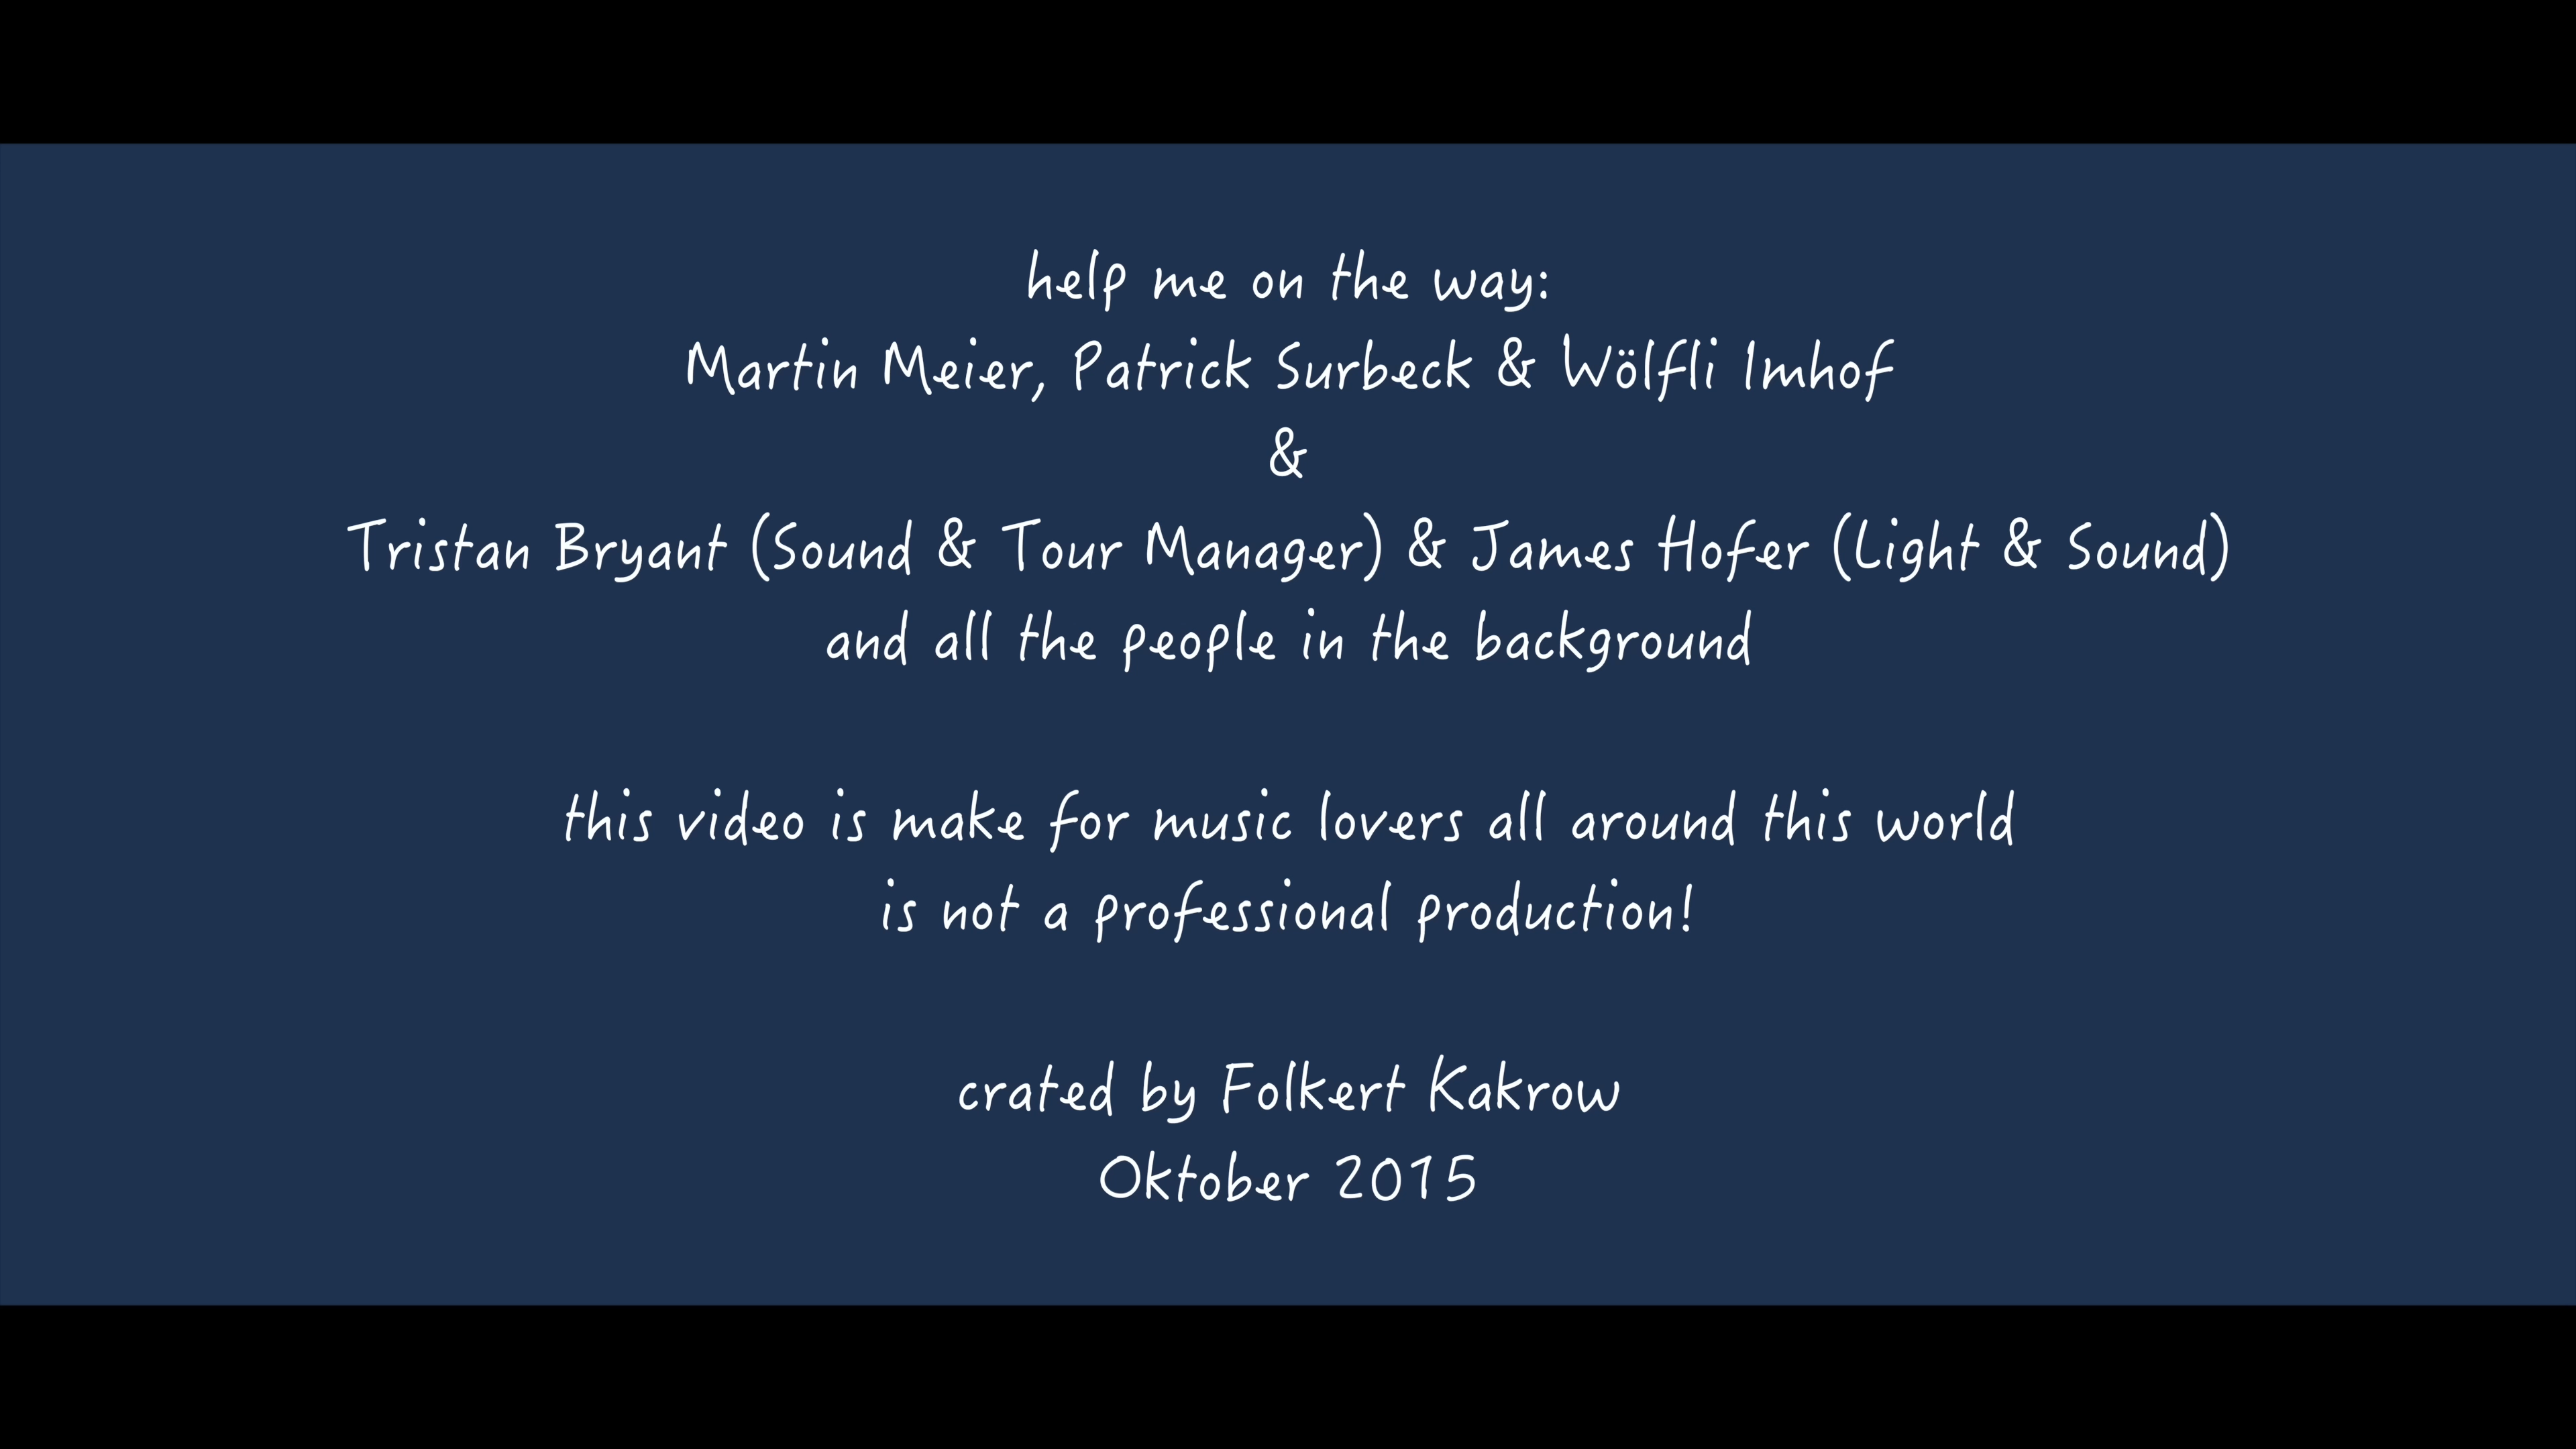 help me on the way:
Martin Meier, Patrick Surbeck & Wölfli Imhof
&
Tristan Bryant (Sound & Tour Manager) & James Hofer (Light & Sound)
and all the people in the background
this video is make for music lovers all around this world
is not a professional production!
crated by Folkert Kakrow
Oktober 2015